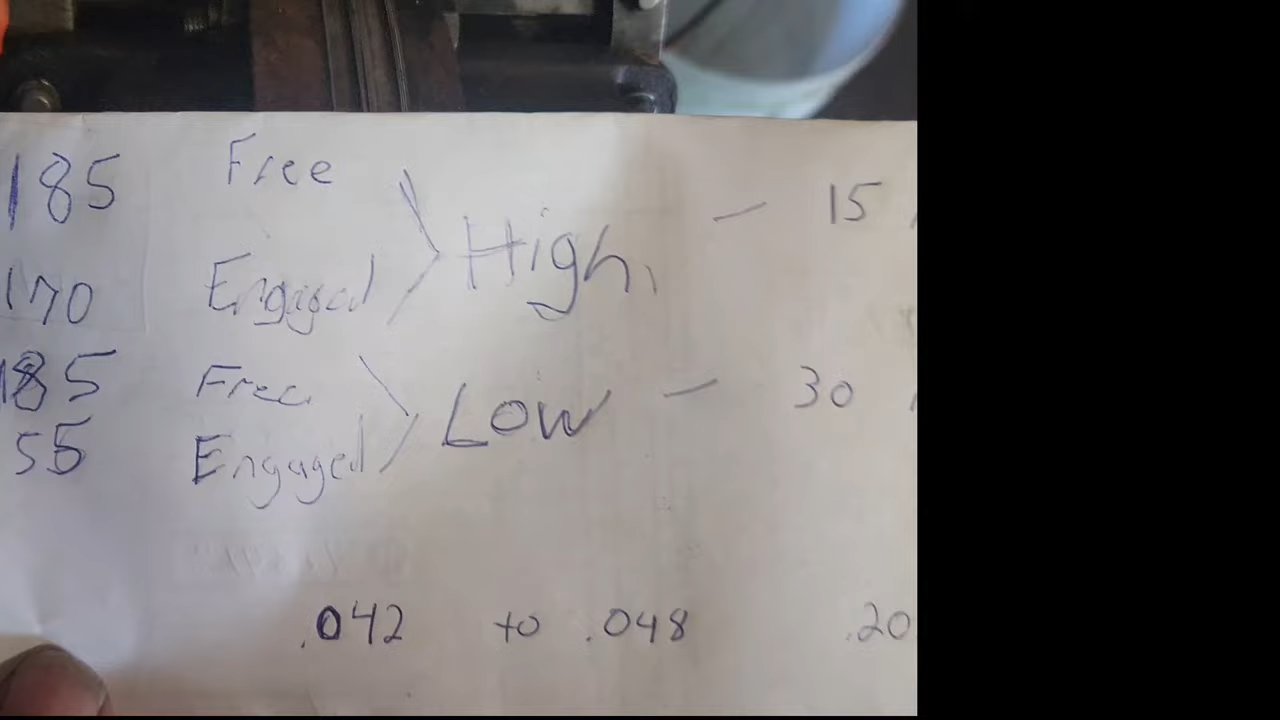 185 Free
High, - 15
170 Engaged
185 Free
Low - 30
55 Engaged
.042 to .048 .20